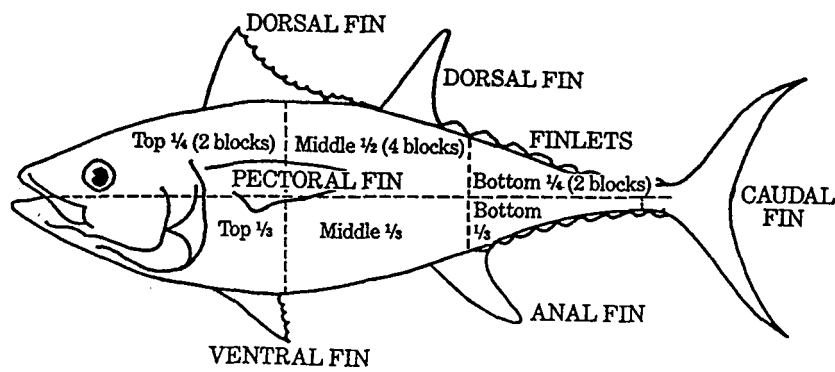 DORSAL FIN
DORSAL FIN
Top ¼ (2 blocks)
Middle ½ (4 blocks)
FINLETS
PECTORAL FIN
Bottom ¼ (2 blocks)
CAUDAL
FIN
Top ⅓
Middle ⅓
Bottom
⅓
ANAL FIN
VENTRAL FIN